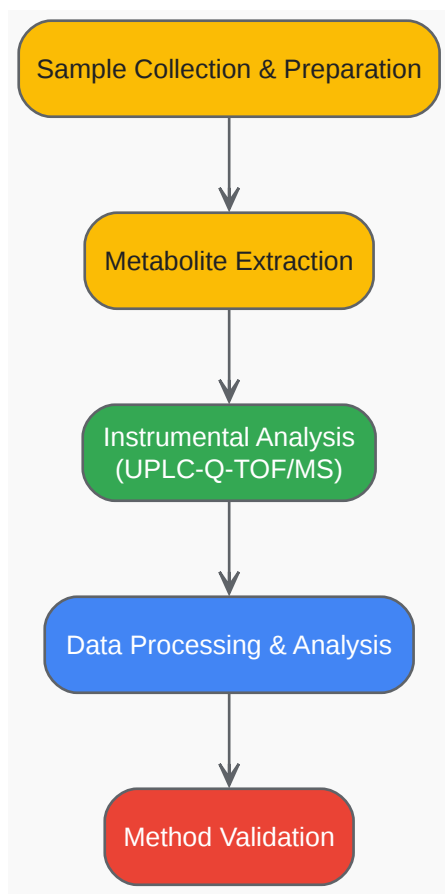 Sample Collection & Preparation
Metabolite Extraction
Instrumental Analysis
(UPLC-Q-TOF/MS)
Data Processing & Analysis
Method Validation